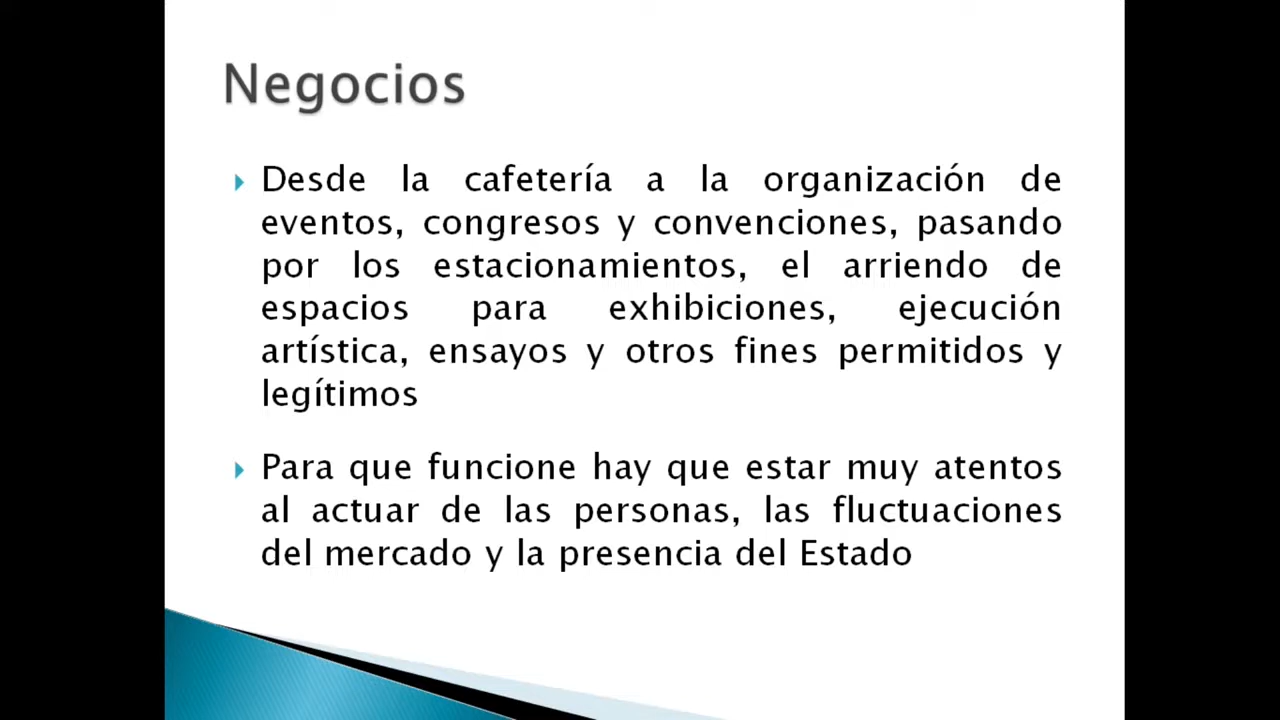 Negocios
Desde la cafetería a la organización de
eventos, congresos y convenciones, pasando
por los estacionamientos, el arriendo de
espacios para exhibiciones, ejecución
artística, ensayos y otros fines permitidos y
legítimos
Para que funcione hay que estar muy atentos
al actuar de las personas, las fluctuaciones
del mercado y la presencia del Estado